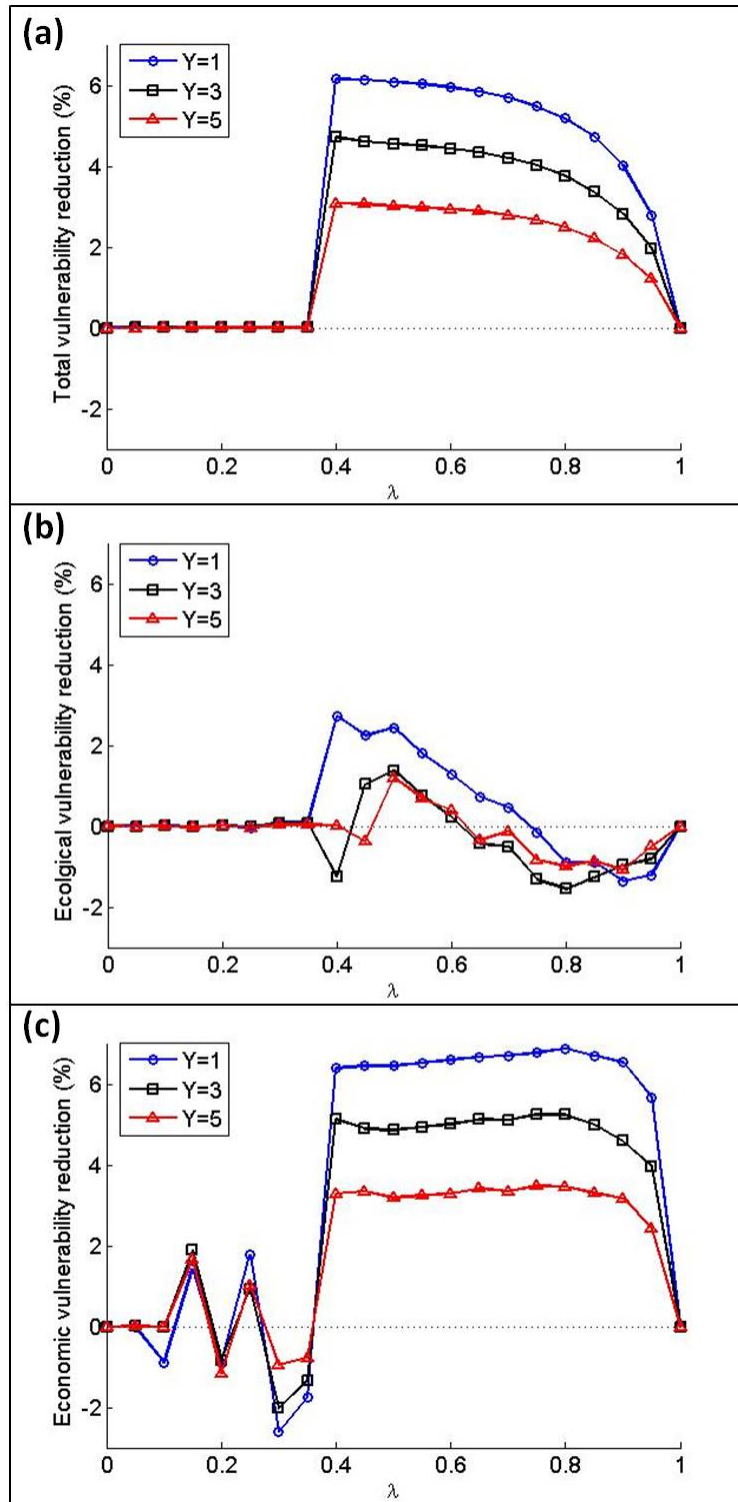 (a)
Y=1
Y=3
Y=5
Total vulnerability reduction (%)
6
4
2
0
-2
0 0.2 0.4 0.6 0.8 1
λ
(b)
Y=1
Y=3
Y=5
Ecolgical vulnerability reduction (%)
6
4
2
0
-2
0 0.2 0.4 0.6 0.8 1
λ
(c)
Y=1
Y=3
Y=5
Economic vulnerability reduction (%)
6
4
2
0
-2
0 0.2 0.4 0.6 0.8 1
λ